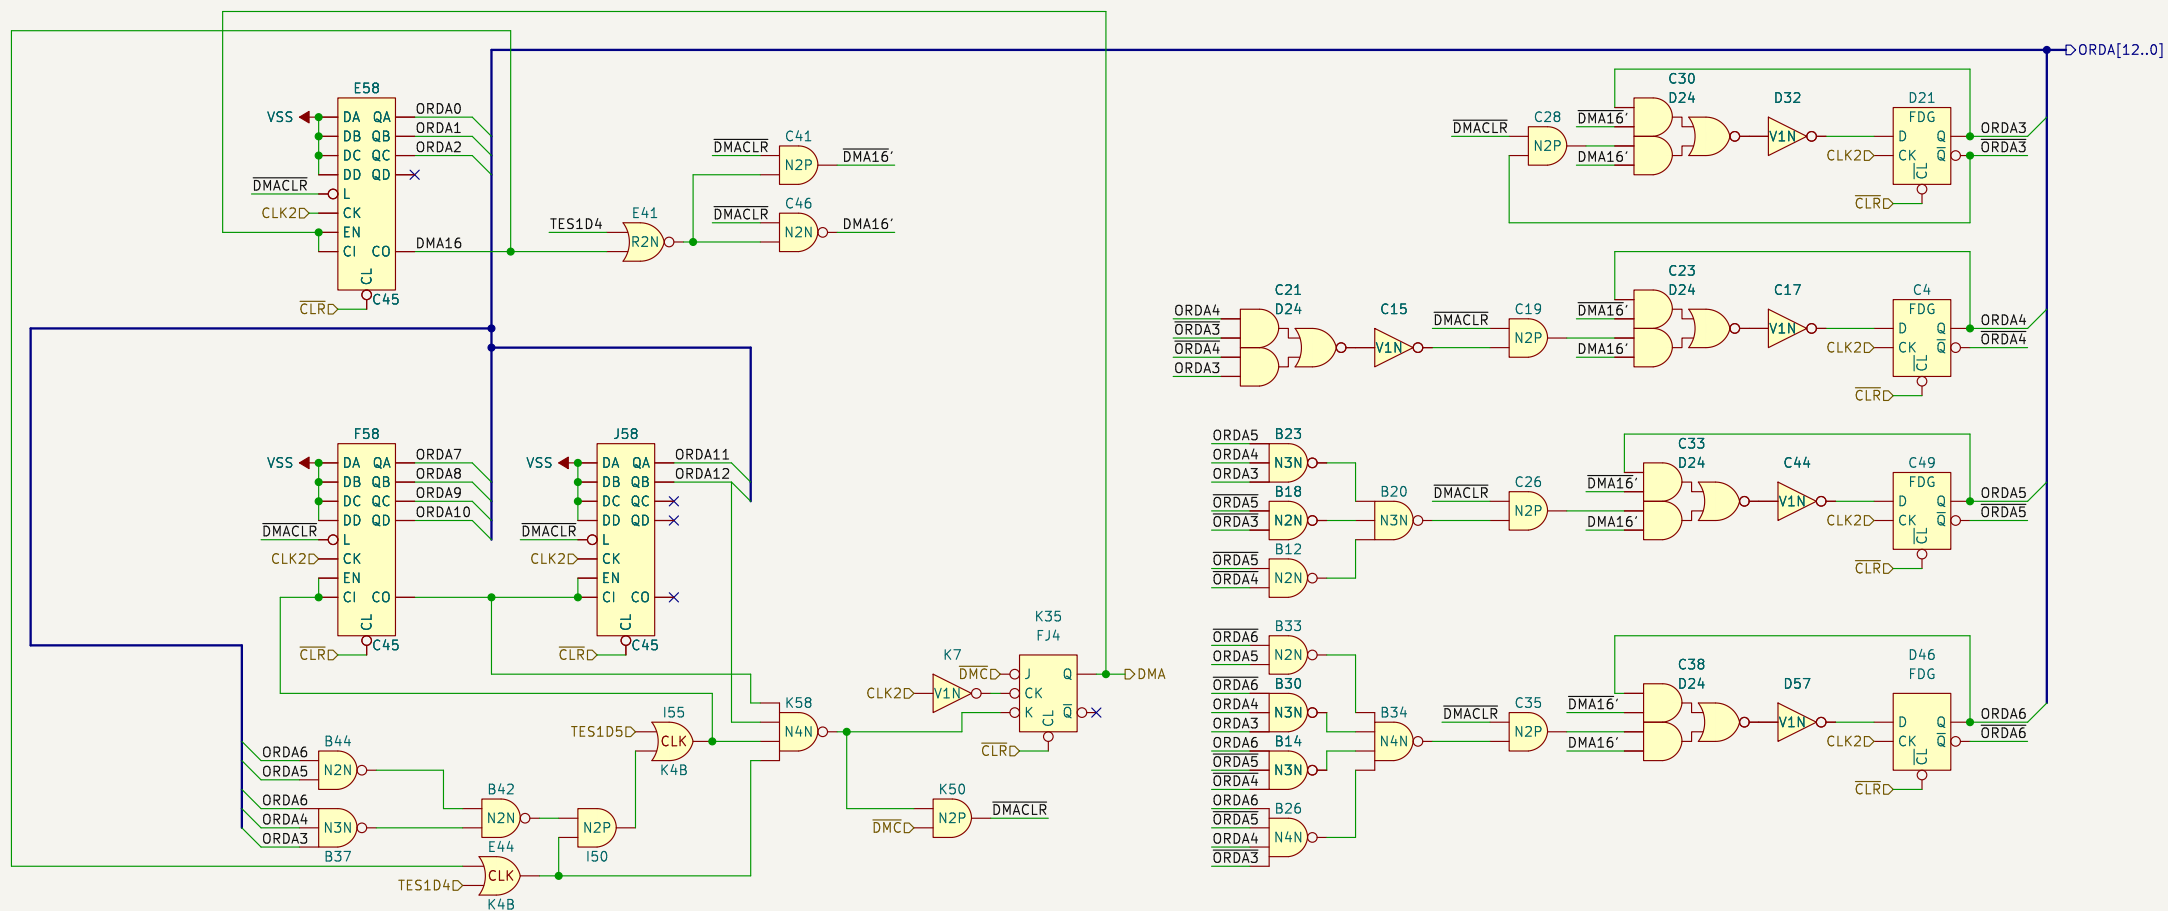 ORDA[12..0]
E58
VSS
DA QA ORDA0
DB QB ORDA1
DC QC ORDA2
DD QD
DMACLR L
CLK2 CK
EN
CI CO DMA16
CL
CLR C45
TES1D4
E41
R2N
C41
DMACLR
N2P
DMA16′
C46
DMACLR
N2N
DMA16′
F58
VSS
DA QA ORDA7
DB QB ORDA8
DC QC ORDA9
DD QD ORDA10
DMACLR L
CLK2 CK
EN
CI CO
CL
CLR C45
J58
VSS
DA QA ORDA11
DB QB ORDA12
DC QC
DD QD
DMACLR L
CLK2 CK
EN
CI CO
CL
CLR C45
B44
ORDA6
ORDA5
N2N
ORDA6
ORDA4
ORDA3
N3N
B37
B42
N2N
E44
CLK
TES1D4
K4B
N2P
I50
TES1D5
I55
CLK
K4B
K58
N4N
K7
CLK2
V1N
K35
FJ4
DMC
J Q
CK
K Q
CL
CLR
DMA
K50
DMC
N2P
DMACLR
DMACLR
C28
N2P
C30
D24
DMA16′
DMA16′
D32
V1N
D21
FDG
D Q
CLK2 CK Q
CL
CLR
ORDA3
ORDA3
C21
D24
ORDA4
ORDA3
ORDA4
ORDA3
C15
V1N
DMACLR
C19
N2P
C23
D24
DMA16′
DMA16′
C17
V1N
C4
FDG
D Q
CLK2 CK Q
CL
CLR
ORDA4
ORDA4
B23
ORDA5
ORDA4
ORDA3
N3N
B18
ORDA5
ORDA3
N2N
B12
ORDA5
ORDA4
N2N
B20
N3N
DMACLR
C26
N2P
C33
D24
DMA16′
DMA16′
C44
V1N
C49
FDG
D Q
CLK2 CK Q
CL
CLR
ORDA5
ORDA5
B33
ORDA6
ORDA5
N2N
B30
ORDA6
ORDA4
ORDA3
N3N
B14
ORDA6
ORDA5
ORDA4
N3N
B26
ORDA6
ORDA5
ORDA4
ORDA3
N4N
B34
N4N
DMACLR
C35
N2P
C38
D24
DMA16′
DMA16′
D57
V1N
D46
FDG
D Q
CLK2 CK Q
CL
CLR
ORDA6
ORDA6